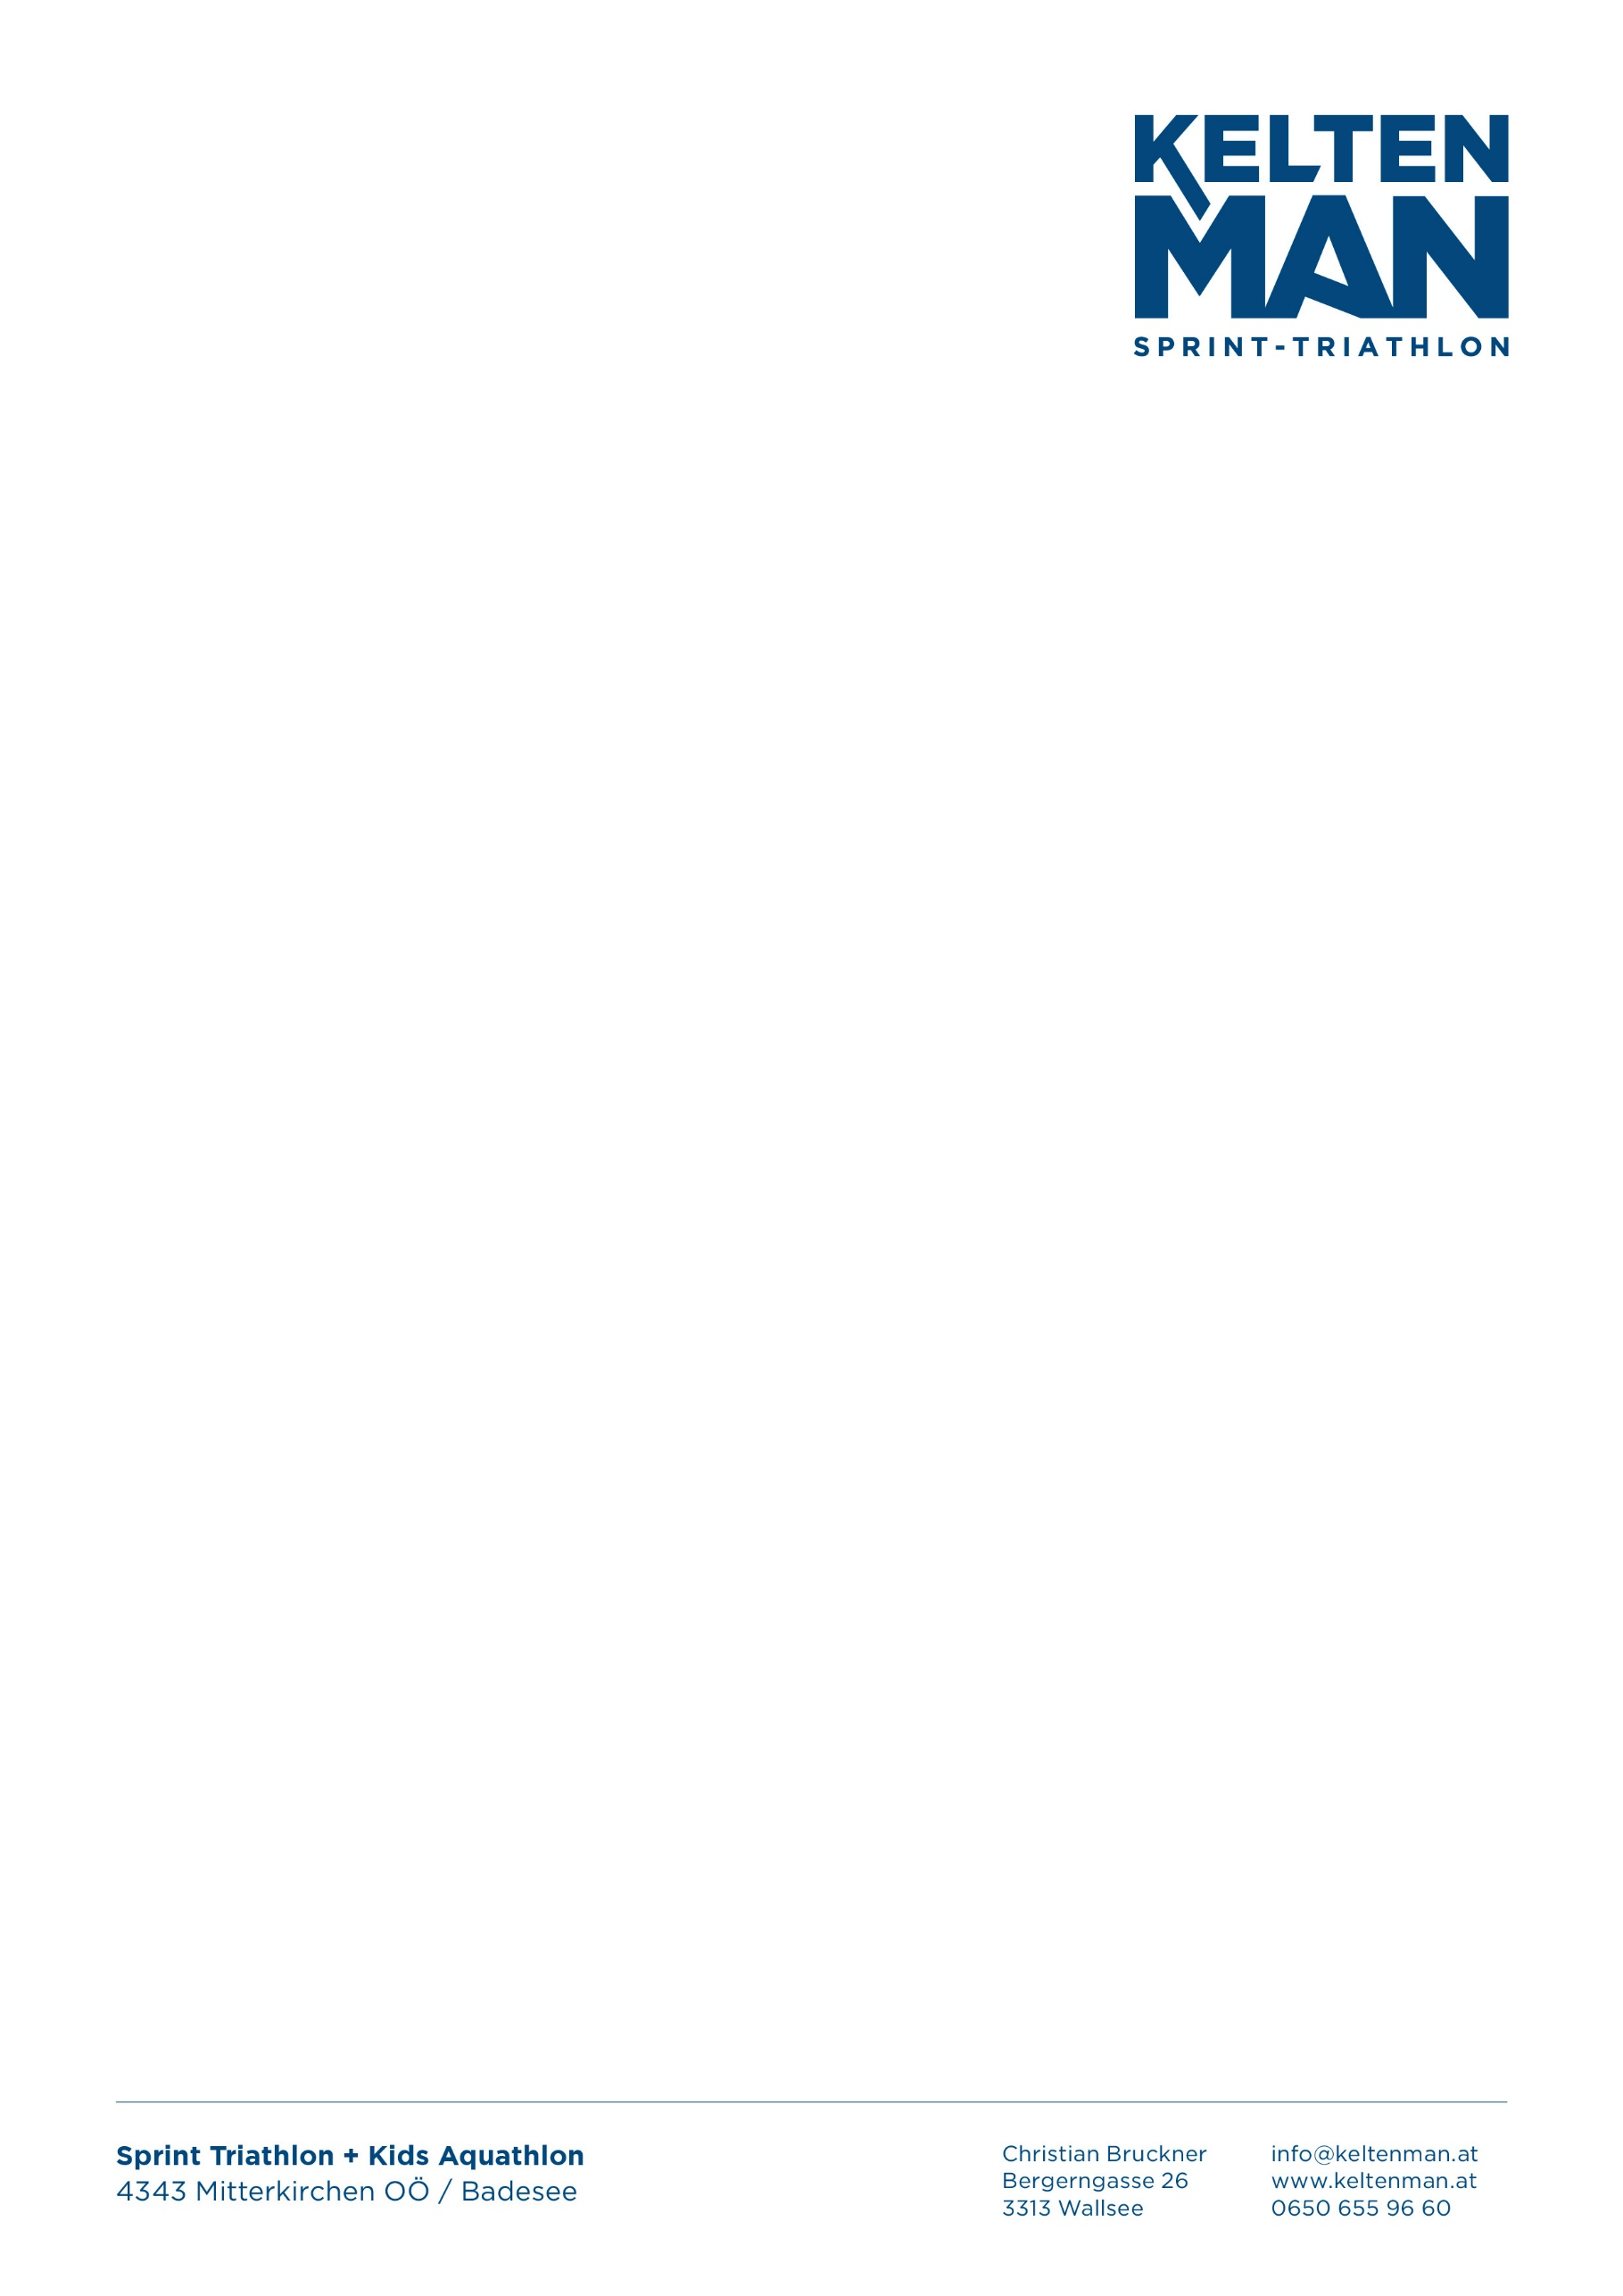 KELTEN
MAN
SPRINT-TRIATHLON
Sprint Triathlon + Kids Aquathlon
4343 Mitterkirchen OÖ / Badesee
Christian Bruckner
Bergerngasse 26
3313 Wallsee
info@keltenman.at
www.keltenman.at
0650 655 96 60